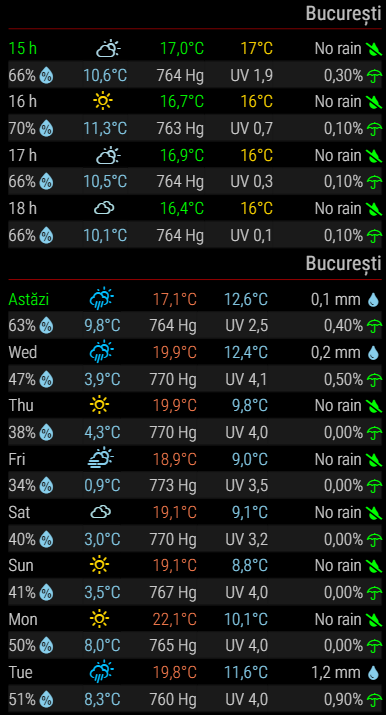 București
15 h 17,0°C 17°C No rain
66% % 10,6°C 764 Hg UV 1,9 0,30%
16 h 16,7°C 16°C No rain
70% % 11,3°C 763 Hg UV 0,7 0,10%
17 h 16,9°C 16°C No rain
66% % 10,5°C 764 Hg UV 0,3 0,10%
18 h 16,4°C 16°C No rain
66% % 10,1°C 764 Hg UV 0,1 0,10%
București
Astăzi 17,1°C 12,6°C 0,1 mm
63% % 9,8°C 764 Hg UV 2,5 0,40%
Wed 19,9°C 12,4°C 0,2 mm
47% % 3,9°C 770 Hg UV 4,1 0,50%
Thu 19,9°C 9,8°C No rain
38% % 4,3°C 770 Hg UV 4,0 0,00%
Fri 18,9°C 9,0°C No rain
34% % 0,9°C 773 Hg UV 3,5 0,00%
Sat 19,1°C 9,1°C No rain
40% % 3,0°C 770 Hg UV 3,2 0,00%
Sun 19,1°C 8,8°C No rain
41% % 3,5°C 767 Hg UV 4,0 0,00%
Mon 22,1°C 10,1°C No rain
50% % 8,0°C 765 Hg UV 4,0 0,00%
Tue 19,8°C 11,6°C 1,2 mm
51% % 8,3°C 760 Hg UV 4,0 0,90%